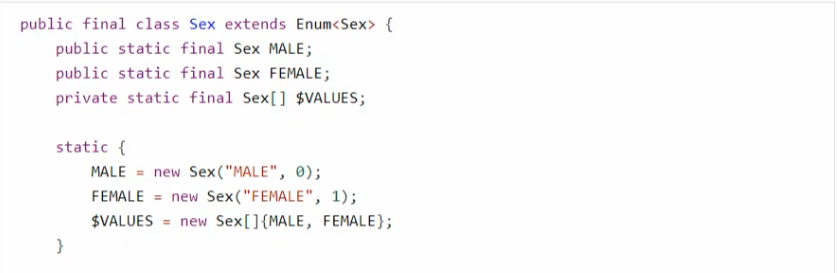 public final class Sex extends Enum<Sex> {
    public static final Sex MALE;
    public static final Sex FEMALE;
    private static final Sex[] $VALUES;

    static {
        MALE = new Sex("MALE", 0);
        FEMALE = new Sex("FEMALE", 1);
        $VALUES = new Sex[]{MALE, FEMALE};
    }